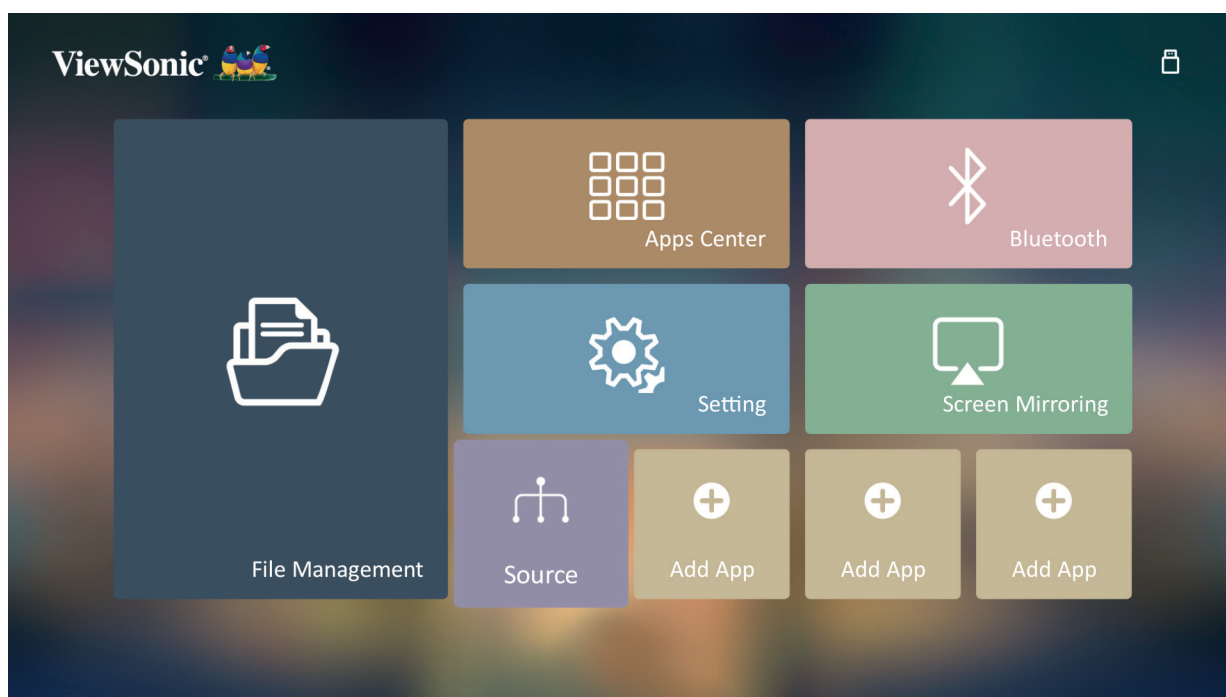 ViewSonic®
Apps Center
Bluetooth
Setting
Screen Mirroring
File Management
Source
Add App
Add App
Add App